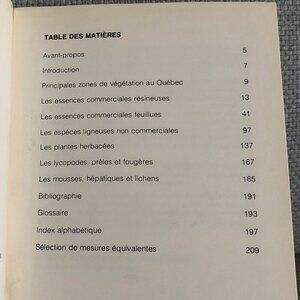 TABLE DES MATIÈRES
Avant-propos 5
Introduction 7
Principales zones de végétation au Québec 9
Les essences commerciales résineuses 13
Les essences commerciales feuillues 41
Les espèces ligneuses non commerciales 97
Les plantes herbacées 137
Les lycopodes, prêles et fougères 167
Les mousses, hépatiques et lichens 185
Bibliographie 191
Glossaire 193
Index alphabétique 197
Sélection de mesures équivalentes 209